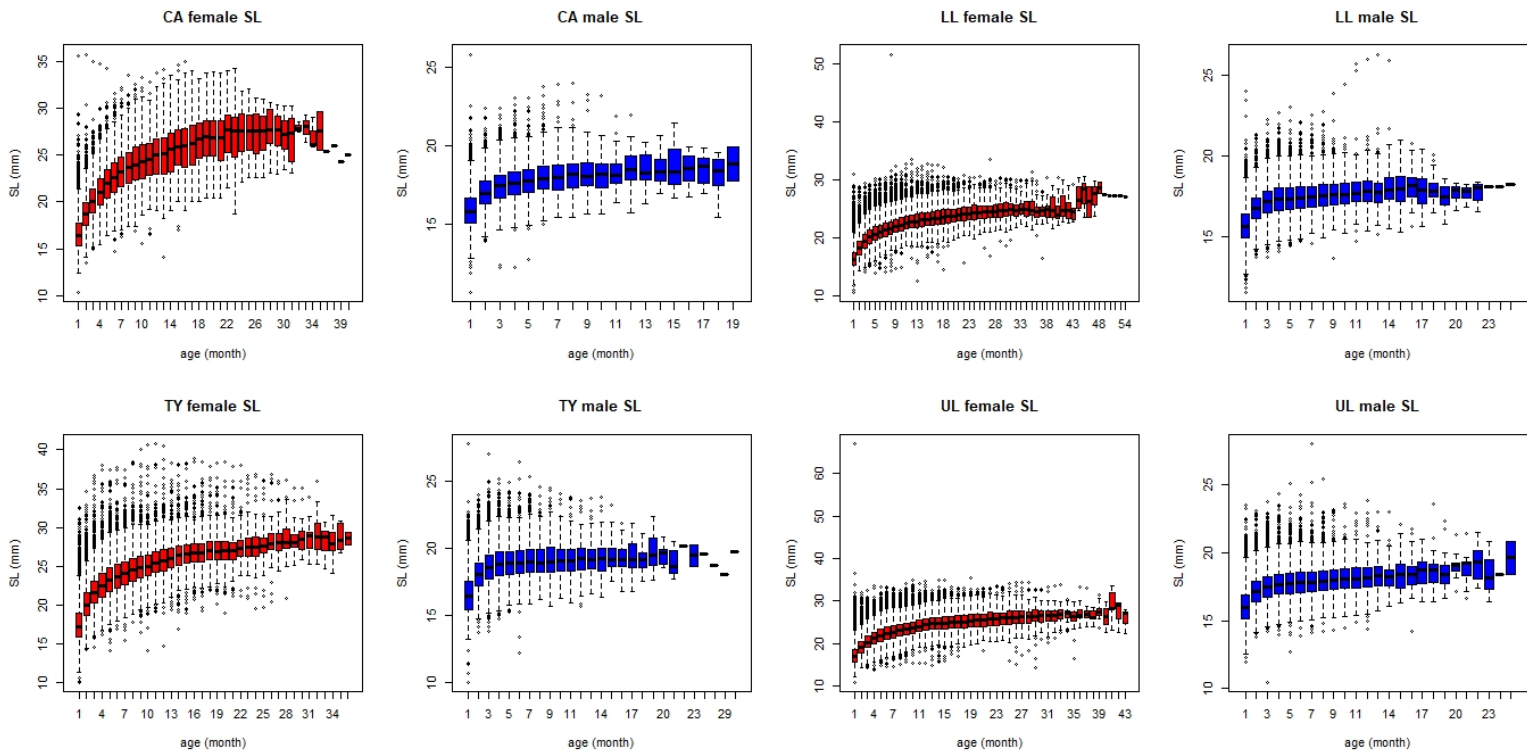 CA female SL
CA male SL
LL female SL
LL male SL
SL (mm)
35
30
25
20
15
10
1 4 7 10 14 18 22 26 30 34 39
age (month)
SL (mm)
25
20
15
1 3 5 7 9 11 13 15 17 19
age (month)
SL (mm)
50
40
30
20
10
1 5 8 13 18 23 28 33 38 43 48 54
age (month)
SL (mm)
25
20
15
1 3 5 7 9 11 14 17 20 23
age (month)
TY female SL
TY male SL
UL female SL
UL male SL
SL (mm)
40
35
30
25
20
15
10
1 4 7 10 13 16 19 22 25 28 31 34
age (month)
SL (mm)
25
20
15
10
1 3 5 7 9 11 14 17 20 23 29
age (month)
SL (mm)
60
50
40
30
20
10
1 4 7 11 15 19 23 27 31 35 39 43
age (month)
SL (mm)
25
20
15
10
1 3 5 7 9 11 14 17 20 23
age (month)